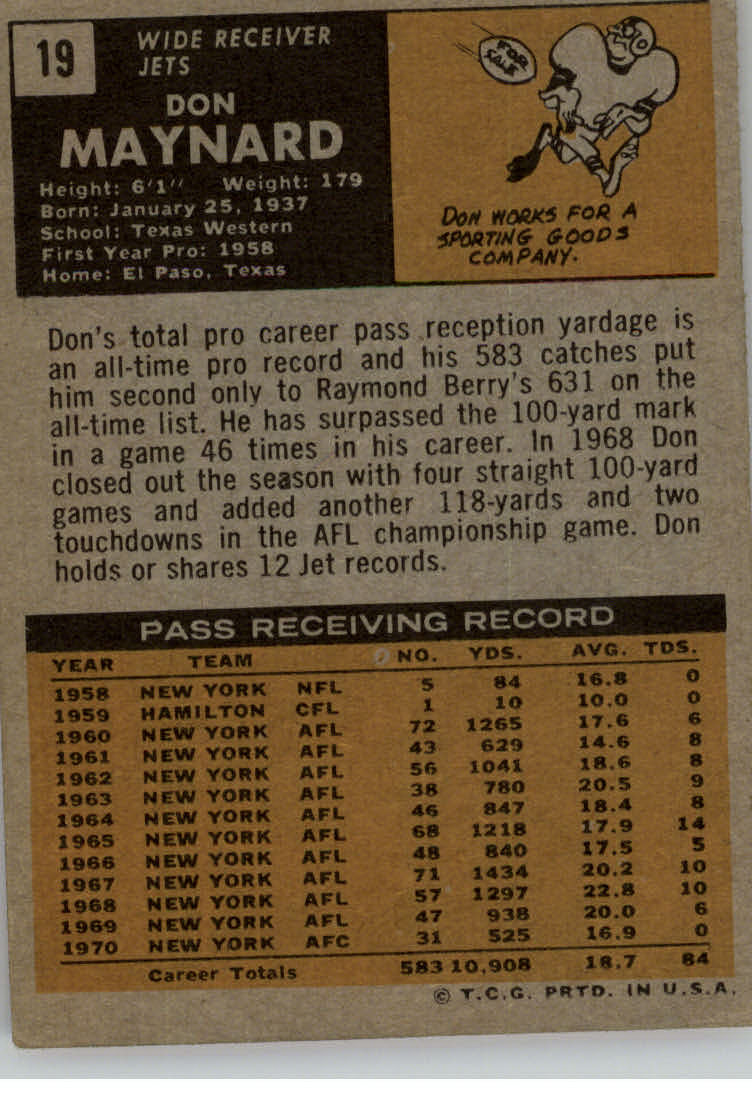 19
WIDE RECEIVER
JETS
DON
MAYNARD
Height: 6'1" Weight: 179
Born: January 25, 1937
School: Texas Western
First Year Pro: 1958
Home: El Paso, Texas
FOR
SALE
DON WORKS FOR A
SPORTING GOODS
COMPANY.
Don's total pro career pass reception yardage is
an all-time pro record and his 583 catches put
him second only to Raymond Berry's 631 on the
all-time list. He has surpassed the 100-yard mark
in a game 46 times in his career. In 1968 Don
closed out the season with four straight 100-yard
games and added another 118-yards and two
touchdowns in the AFL championship game. Don
holds or shares 12 Jet records.
PASS RECEIVING RECORD
YEAR TEAM NO. YDS. AVG. TDS.
1958 NEW YORK NFL 5 84 16.8 0
1959 HAMILTON CFL 1 10 10.0 0
1960 NEW YORK AFL 72 1265 17.6 6
1961 NEW YORK AFL 43 629 14.6 8
1962 NEW YORK AFL 56 1041 18.6 8
1963 NEW YORK AFL 38 780 20.5 9
1964 NEW YORK AFL 46 847 18.4 8
1965 NEW YORK AFL 68 1218 17.9 14
1966 NEW YORK AFL 48 840 17.5 5
1967 NEW YORK AFL 71 1434 20.2 10
1968 NEW YORK AFL 57 1297 22.8 10
1969 NEW YORK AFL 47 938 20.0 6
1970 NEW YORK AFC 31 525 16.9 0
Career Totals 583 10,908 18.7 84
© T.C.G. PRTD. IN U.S.A.